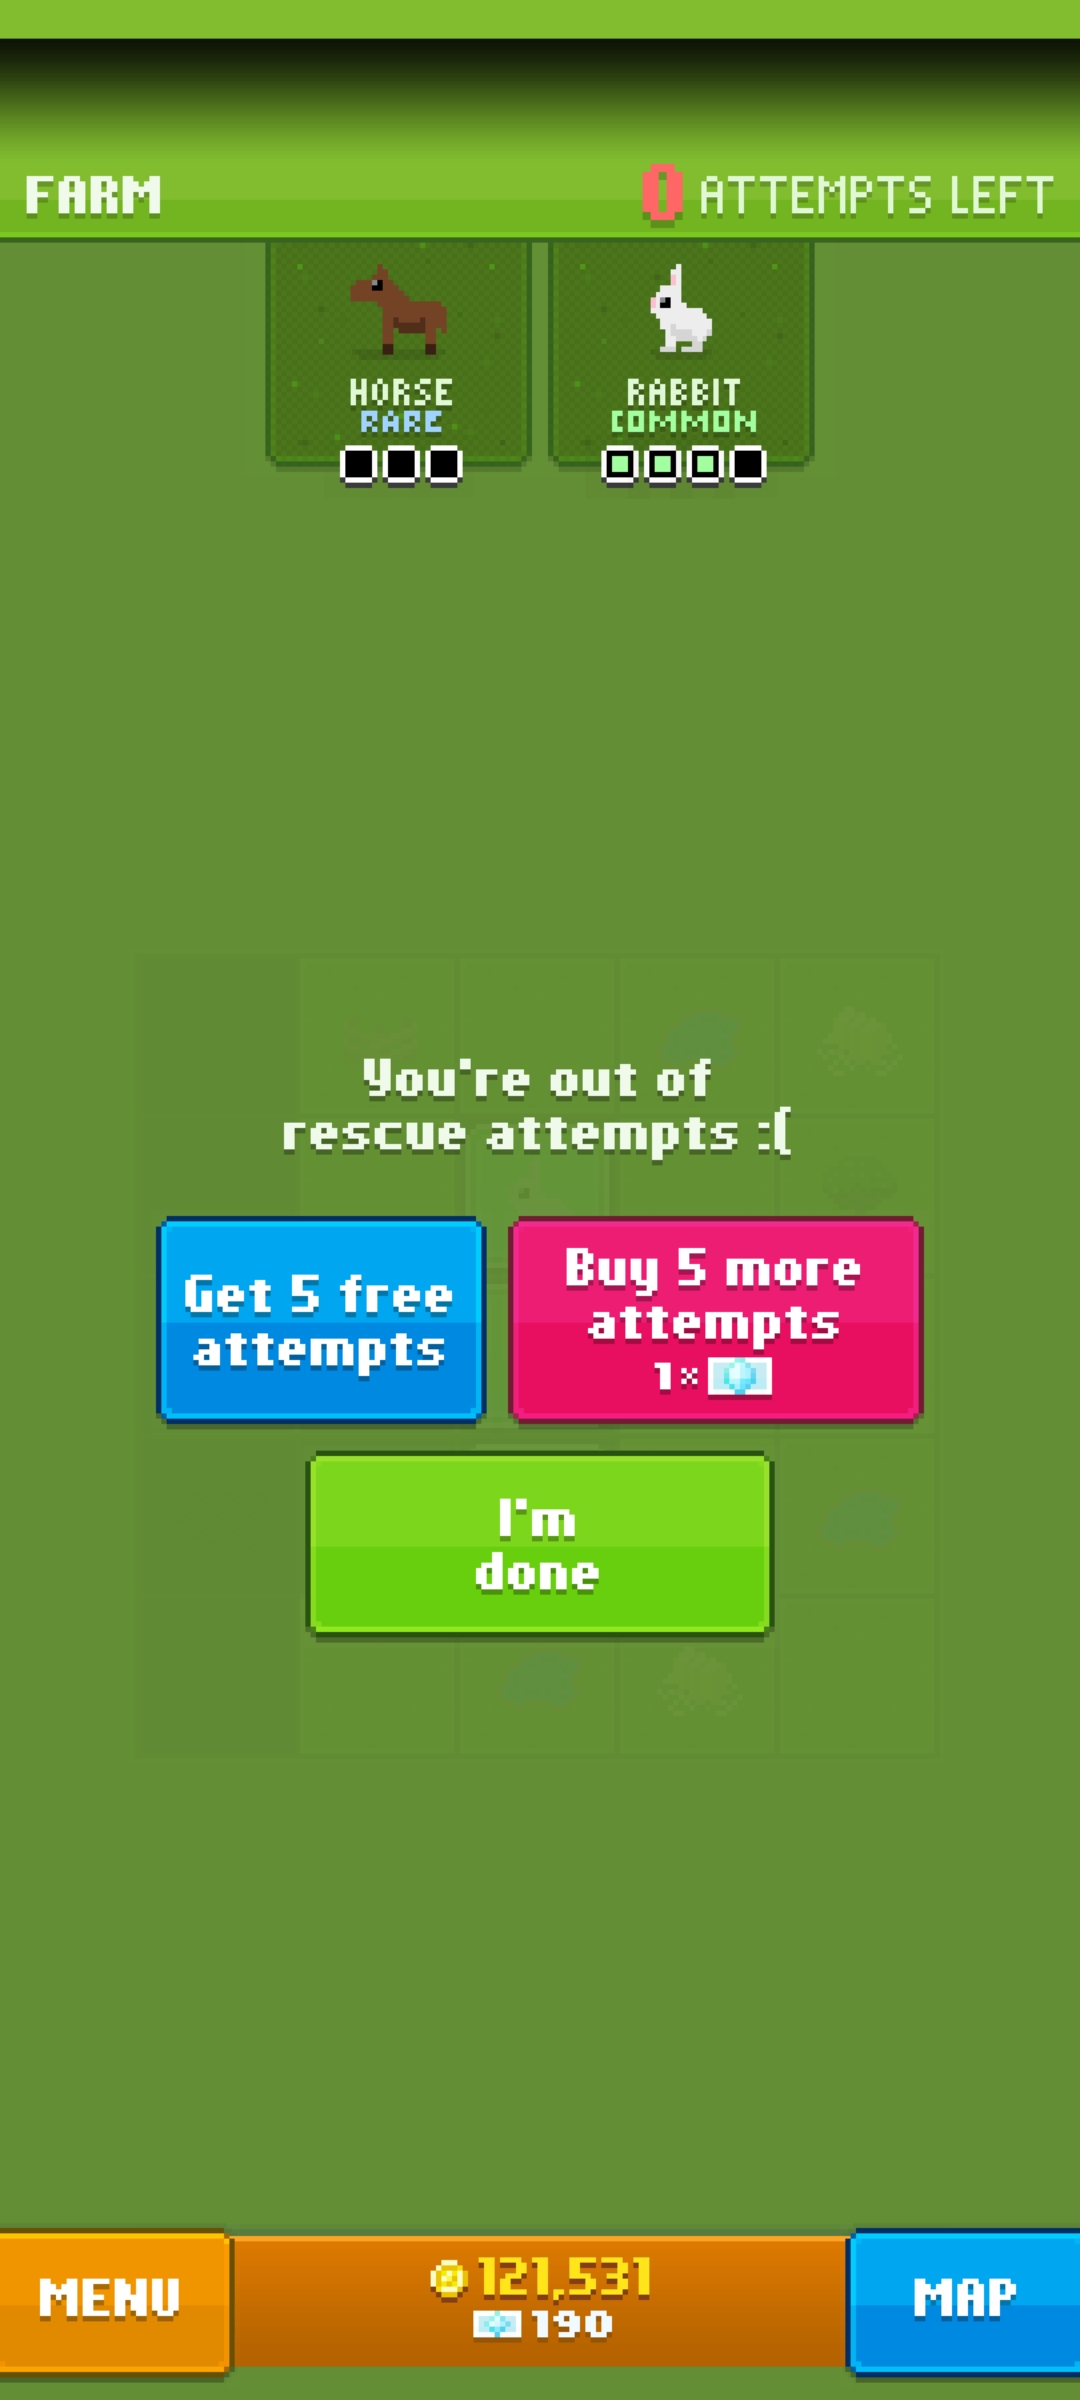 FARM
0 ATTEMPTS LEFT
HORSE
RARE
RABBIT
COMMON
You're out of
rescue attempts :(
Get 5 free
attempts
Buy 5 more
attempts
1×
I'm
done
MENU
121,531
190
MAP